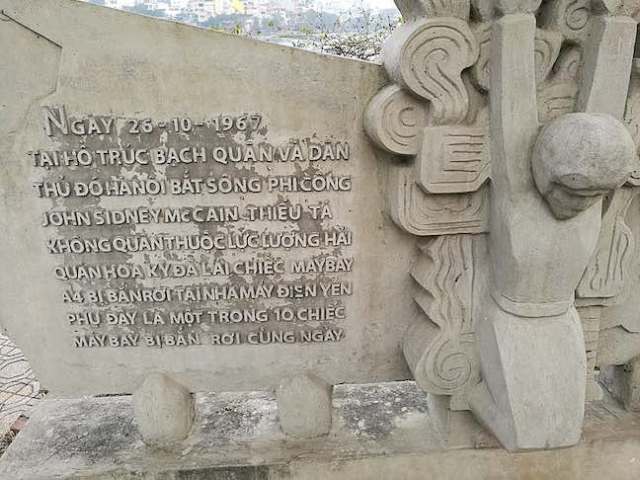 NGÀY 26-10-1967
TẠI HỒ TRÚC BẠCH QUÂN VÀ DÂN
THỦ ĐÔ HÀ NỘI BẮT SỐNG PHI CÔNG
JOHN SIDNEY MCCAIN THIẾU TÁ
KHÔNG QUÂN THUỘC LỰC LƯỢNG HẢI
QUÂN HOA KỲ ĐÃ LÁI CHIẾC MÁY BAY
A4 BỊ BẮN RƠI TẠI NHÀ MÁY ĐIỆN YÊN
PHỤ ĐÂY LÀ MỘT TRONG 10 CHIẾC
MÁY BAY BỊ BẮN RƠI CÙNG NGÀY